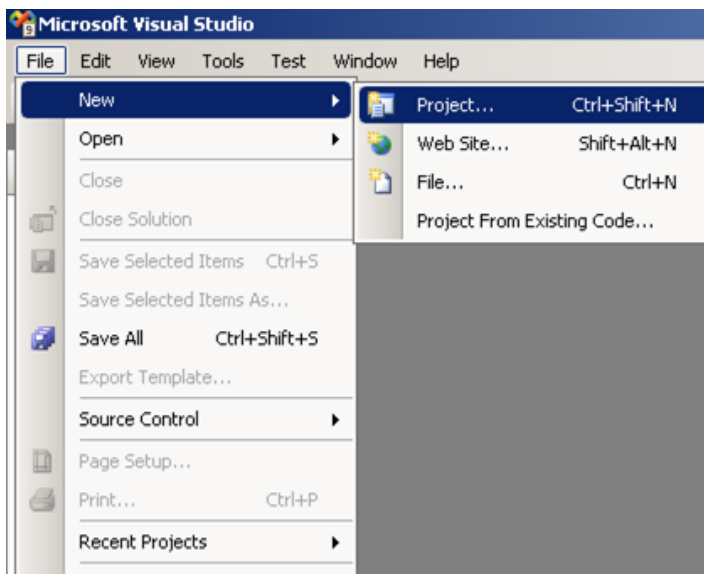 Microsoft Visual Studio
File Edit View Tools Test Window Help
New
Project... Ctrl+Shift+N
Open
Web Site... Shift+Alt+N
Close
File... Ctrl+N
Close Solution
Project From Existing Code...
Save Selected Items Ctrl+S
Save Selected Items As...
Save All Ctrl+Shift+S
Export Template...
Source Control
Page Setup...
Print... Ctrl+P
Recent Projects